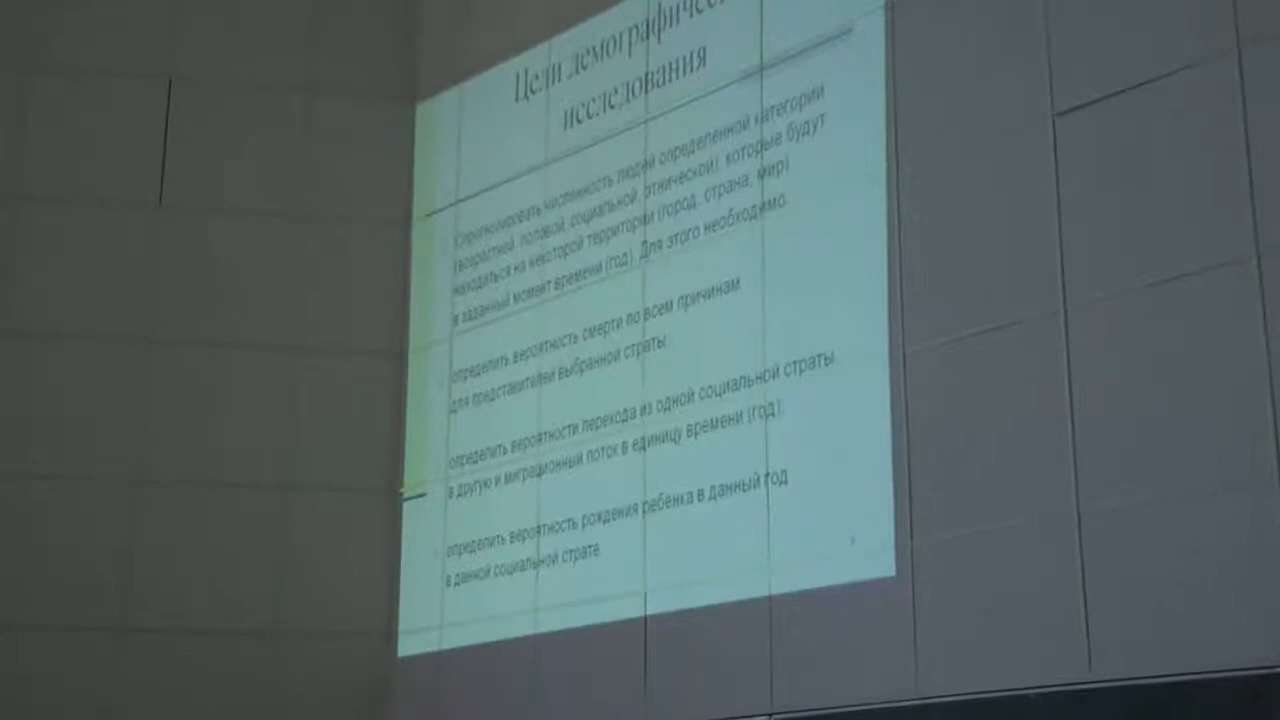 Цели демографичес
исследования
Спрогнозировать численность людей определенной категории
(возрастной, половой, социальной, этнической), которые будут
находиться на некоторой территории (город, страна, мир)
в заданный момент времени (год). Для этого необходимо:
определить вероятность смерти по всем причинам
для представителей выбранной страты
определить вероятности перехода из одной социальной страты
в другую и миграционный поток в единицу времени (год);
определить вероятность рождения ребенка в данный год
в данной социальной страте.